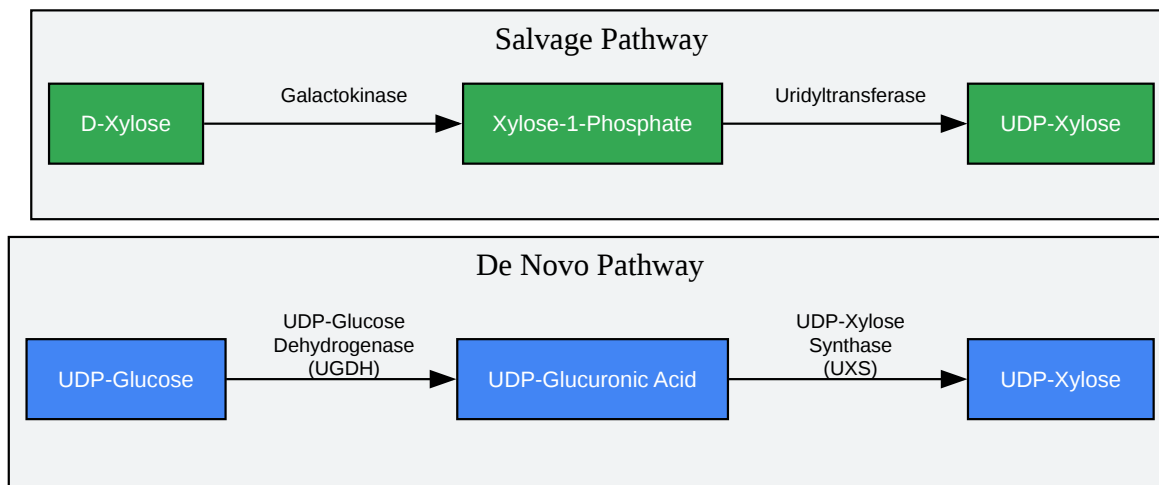 Salvage Pathway
Galactokinase
Uridyltransferase
D-Xylose
Xylose-1-Phosphate
UDP-Xylose
De Novo Pathway
UDP-Glucose
Dehydrogenase
(UGDH)
UDP-Xylose
Synthase
(UXS)
UDP-Glucose
UDP-Glucuronic Acid
UDP-Xylose